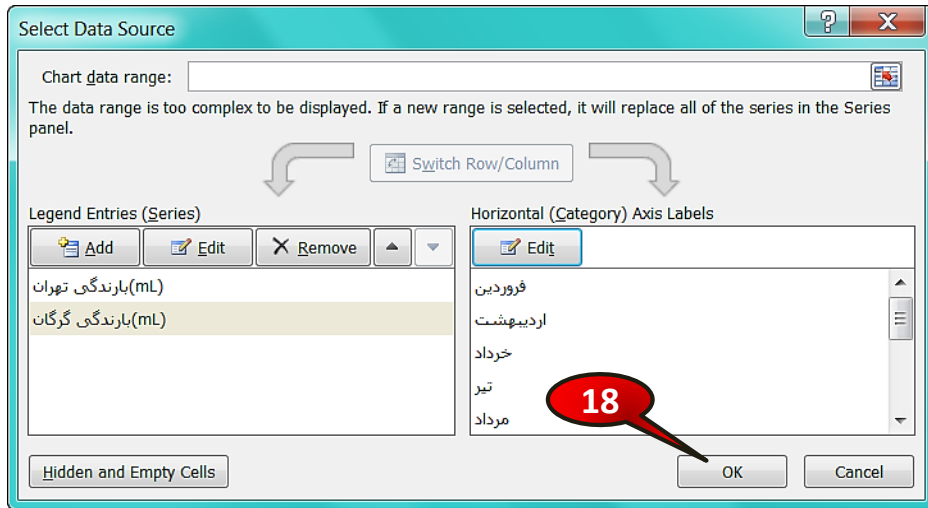 Select Data Source
?
X
Chart data range:
The data range is too complex to be displayed. If a new range is selected, it will replace all of the series in the Series
panel.
Switch Row/Column
Legend Entries (Series)
Add
Edit
Remove
بارندگی تهران(mL)
بارندگی گرگان(mL)
Horizontal (Category) Axis Labels
Edit
فروردین
اردیبهشت
خرداد
تیر
مرداد
18
Hidden and Empty Cells
OK
Cancel